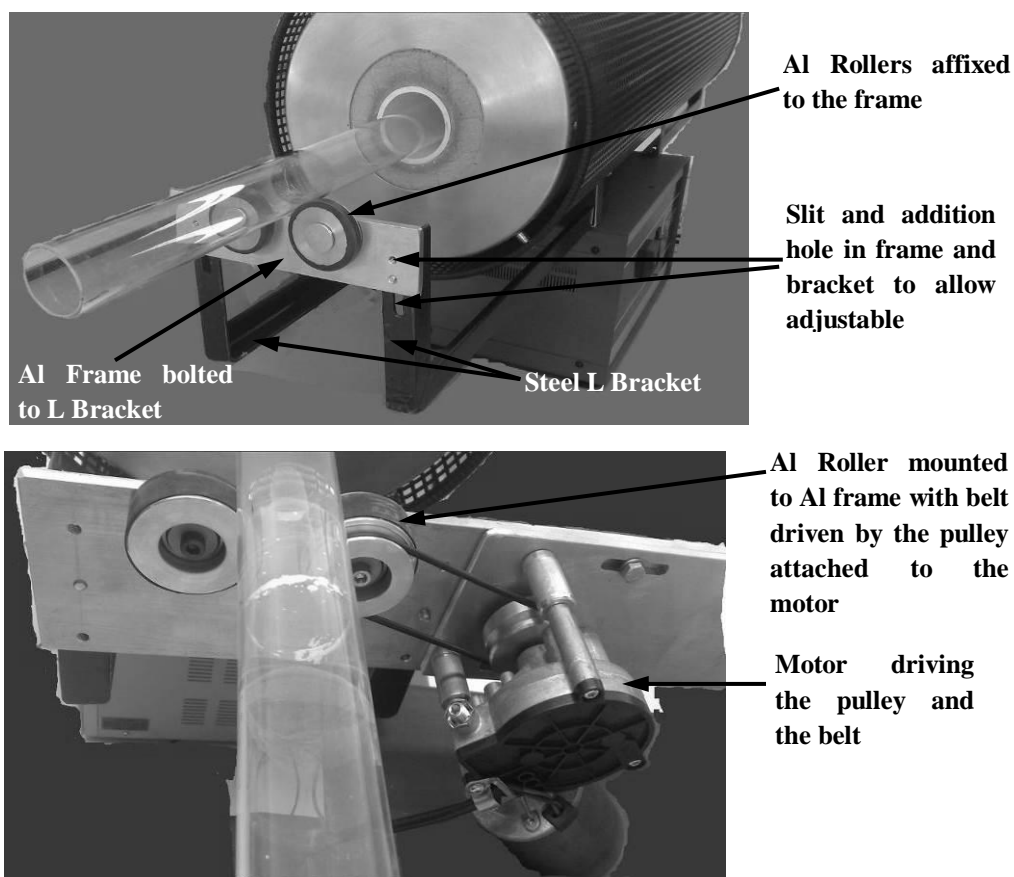 Al Rollers affixed
to the frame
Slit and addition
hole in frame and
bracket to allow
adjustable
Al Frame bolted
to L Bracket
Steel L Bracket
Al Roller mounted
to Al frame with belt
driven by the pulley
attached to the
motor
Motor driving
the pulley and
the belt